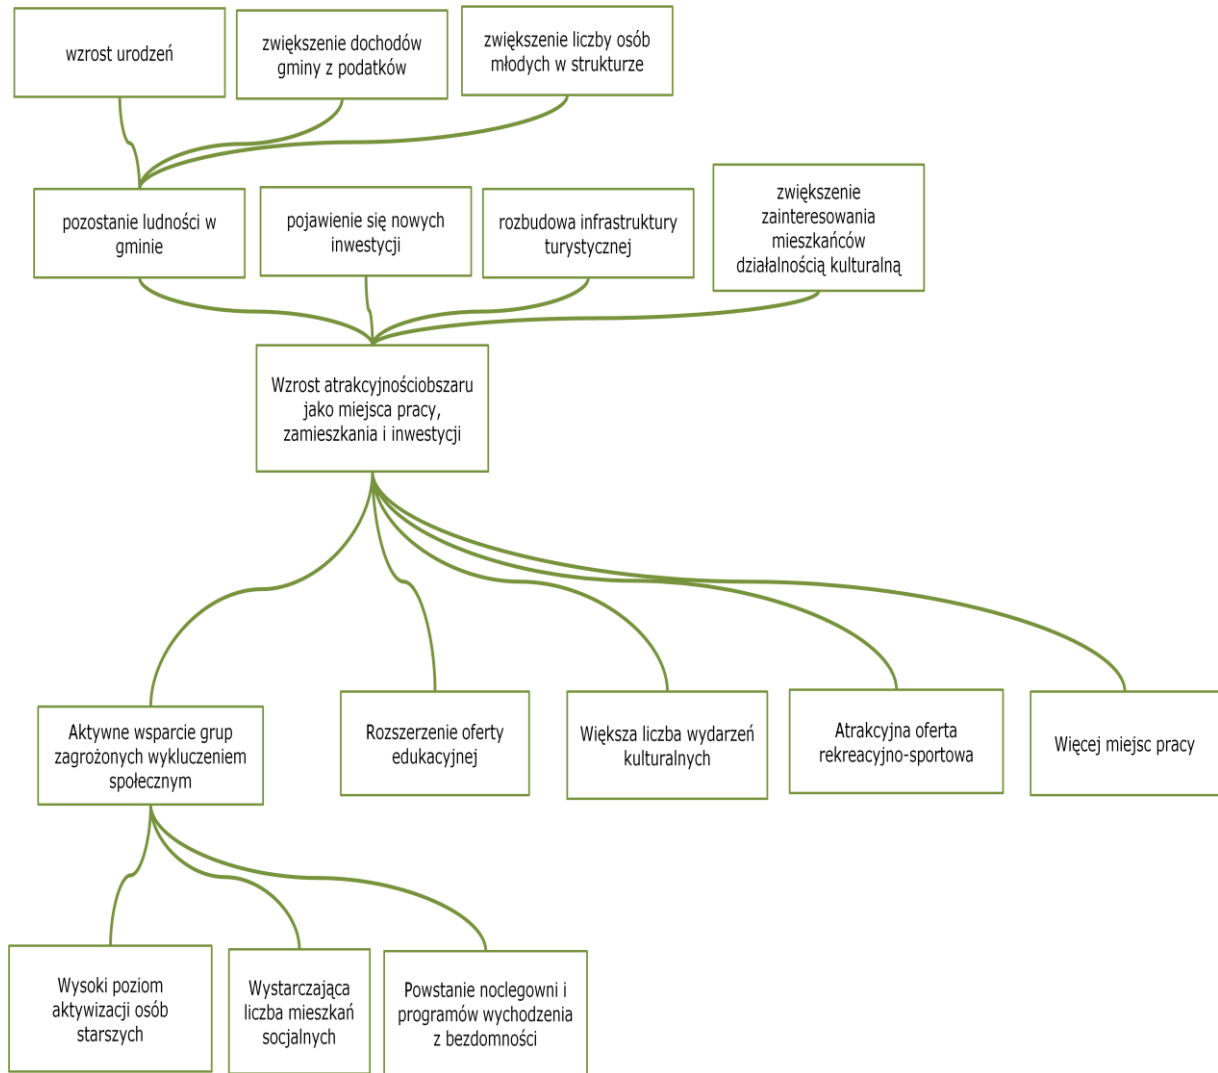 wzrost urodzeń
zwiększenie dochodów
gminy z podatków
zwiększenie liczby osób
młodych w strukturze
pozostanie ludności w
gminie
pojawienie się nowych
inwestycji
rozbudowa infrastruktury
turystycznej
zwiększenie
zainteresowania
mieszkańców
działalnością kulturalną
Wzrost atrakcyjnościobszaru
jako miejsca pracy,
zamieszkania i inwestycji
Aktywne wsparcie grup
zagrożonych wykluczeniem
społecznym
Rozszerzenie oferty
edukacyjnej
Większa liczba wydarzeń
kulturalnych
Atrakcyjna oferta
rekreacyjno-sportowa
Więcej miejsc pracy
Wysoki poziom
aktywizacji osób
starszych
Wystarczająca
liczba mieszkań
socjalnych
Powstanie noclegowni i
programów wychodzenia
z bezdomności